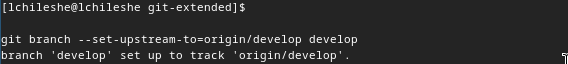 [lchileshe@lchileshe git-extended]$
git branch --set-upstream-to=origin/develop develop
branch 'develop' set up to track 'origin/develop'.